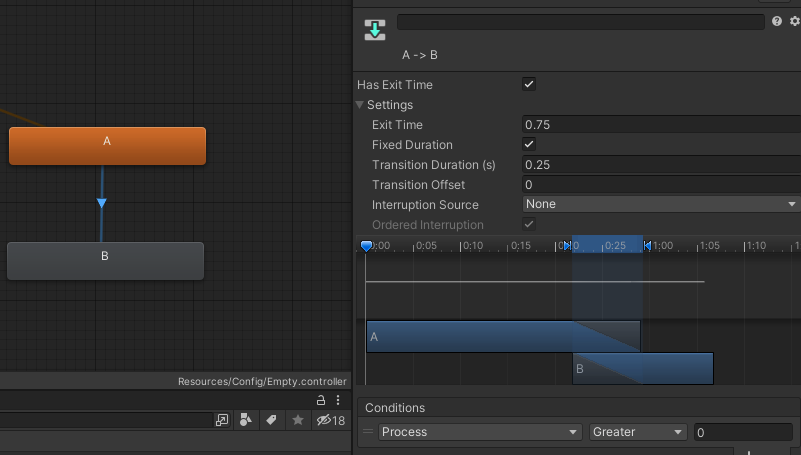 A -> B
Has Exit Time
Settings
Exit Time 0.75
Fixed Duration
Transition Duration (s) 0.25
Transition Offset 0
Interruption Source None
Ordered Interruption
0:00 0:05 0:10 0:15 0:25 1:00 1:05 1:10
A
B
A
B
Resources/Config/Empty.controller
18
Conditions
Process Greater 0